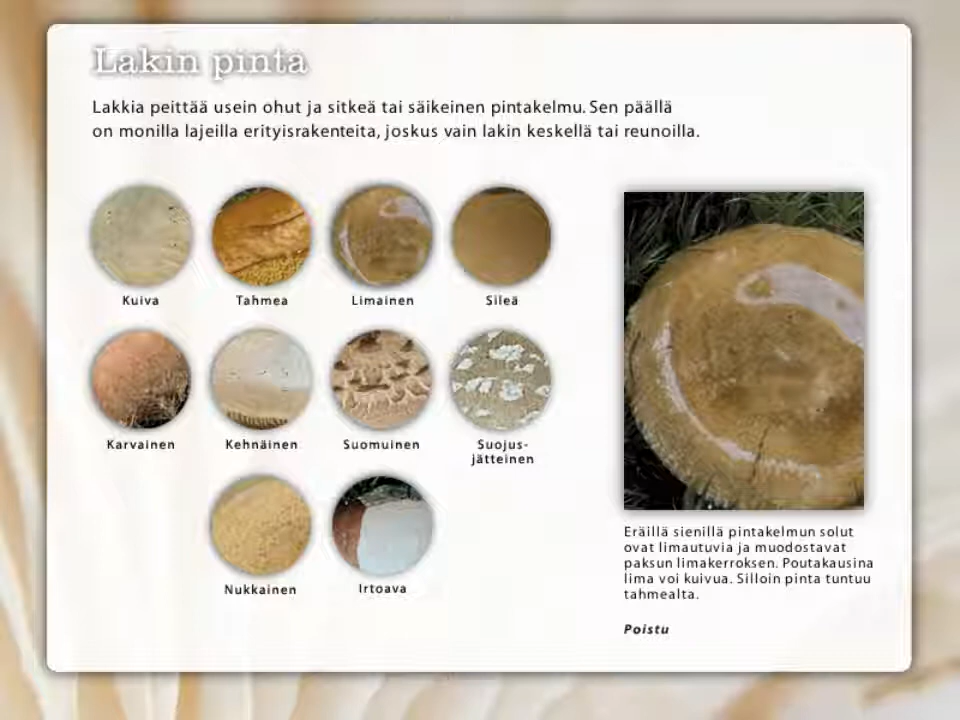 Lakin pinta
Lakkia peittää usein ohut ja sitkeä tai säikeinen pintakelmu. Sen päällä
on monilla lajeilla erityisrakenteita, joskus vain lakin keskellä tai reunoilla.
Kuiva
Tahmea
Limainen
Sileä
Karvainen
Kehnäinen
Suomuinen
Suojus-
jätteinen
Nukkainen
Irtoava
Eräillä sienillä pintakelmun solut
ovat limautuvia ja muodostavat
paksun limakerroksen. Poutakausina
lima voi kuivua. Silloin pinta tuntuu
tahmealta.
Poistu